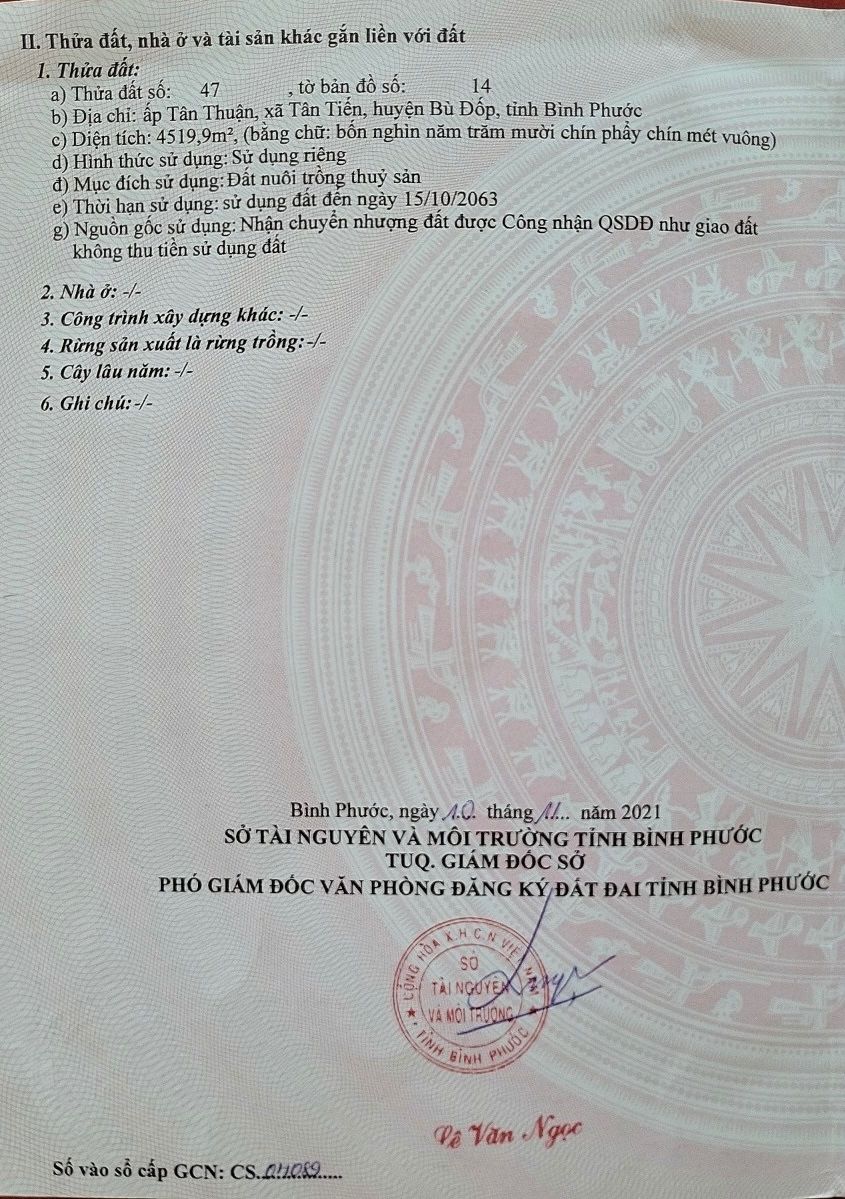 II. Thửa đất, nhà ở và tài sản khác gắn liền với đất
1. Thửa đất:
a) Thửa đất số: 47 , tờ bản đồ số: 14
b) Địa chỉ: ấp Tân Thuận, xã Tân Tiến, huyện Bù Đốp, tỉnh Bình Phước
c) Diện tích: 4519,9m², (bằng chữ: bốn nghìn năm trăm mười chín phẩy chín mét vuông)
d) Hình thức sử dụng: Sử dụng riêng
đ) Mục đích sử dụng: Đất nuôi trồng thuỷ sản
e) Thời hạn sử dụng: sử dụng đất đến ngày 15/10/2063
g) Nguồn gốc sử dụng: Nhận chuyển nhượng đất được Công nhận QSDĐ như giao đất
không thu tiền sử dụng đất
2. Nhà ở: -/-
3. Công trình xây dựng khác: -/-
4. Rừng sản xuất là rừng trồng: -/-
5. Cây lâu năm: -/-
6. Ghi chú: -/-
Bình Phước, ngày 10. tháng 11... năm 2021
SỞ TÀI NGUYÊN VÀ MÔI TRƯỜNG TỈNH BÌNH PHƯỚC
TUQ. GIÁM ĐỐC SỞ
PHÓ GIÁM ĐỐC VĂN PHÒNG ĐĂNG KÝ ĐẤT ĐAI TỈNH BÌNH PHƯỚC
CỘNG HÒA X.H.C.N VIỆT NAM
SỞ
TÀI NGUYÊN
VÀ MÔI TRƯỜNG
TỈNH BÌNH PHƯỚC
Văn Ngọc
Số vào sổ cấp GCN: CS.